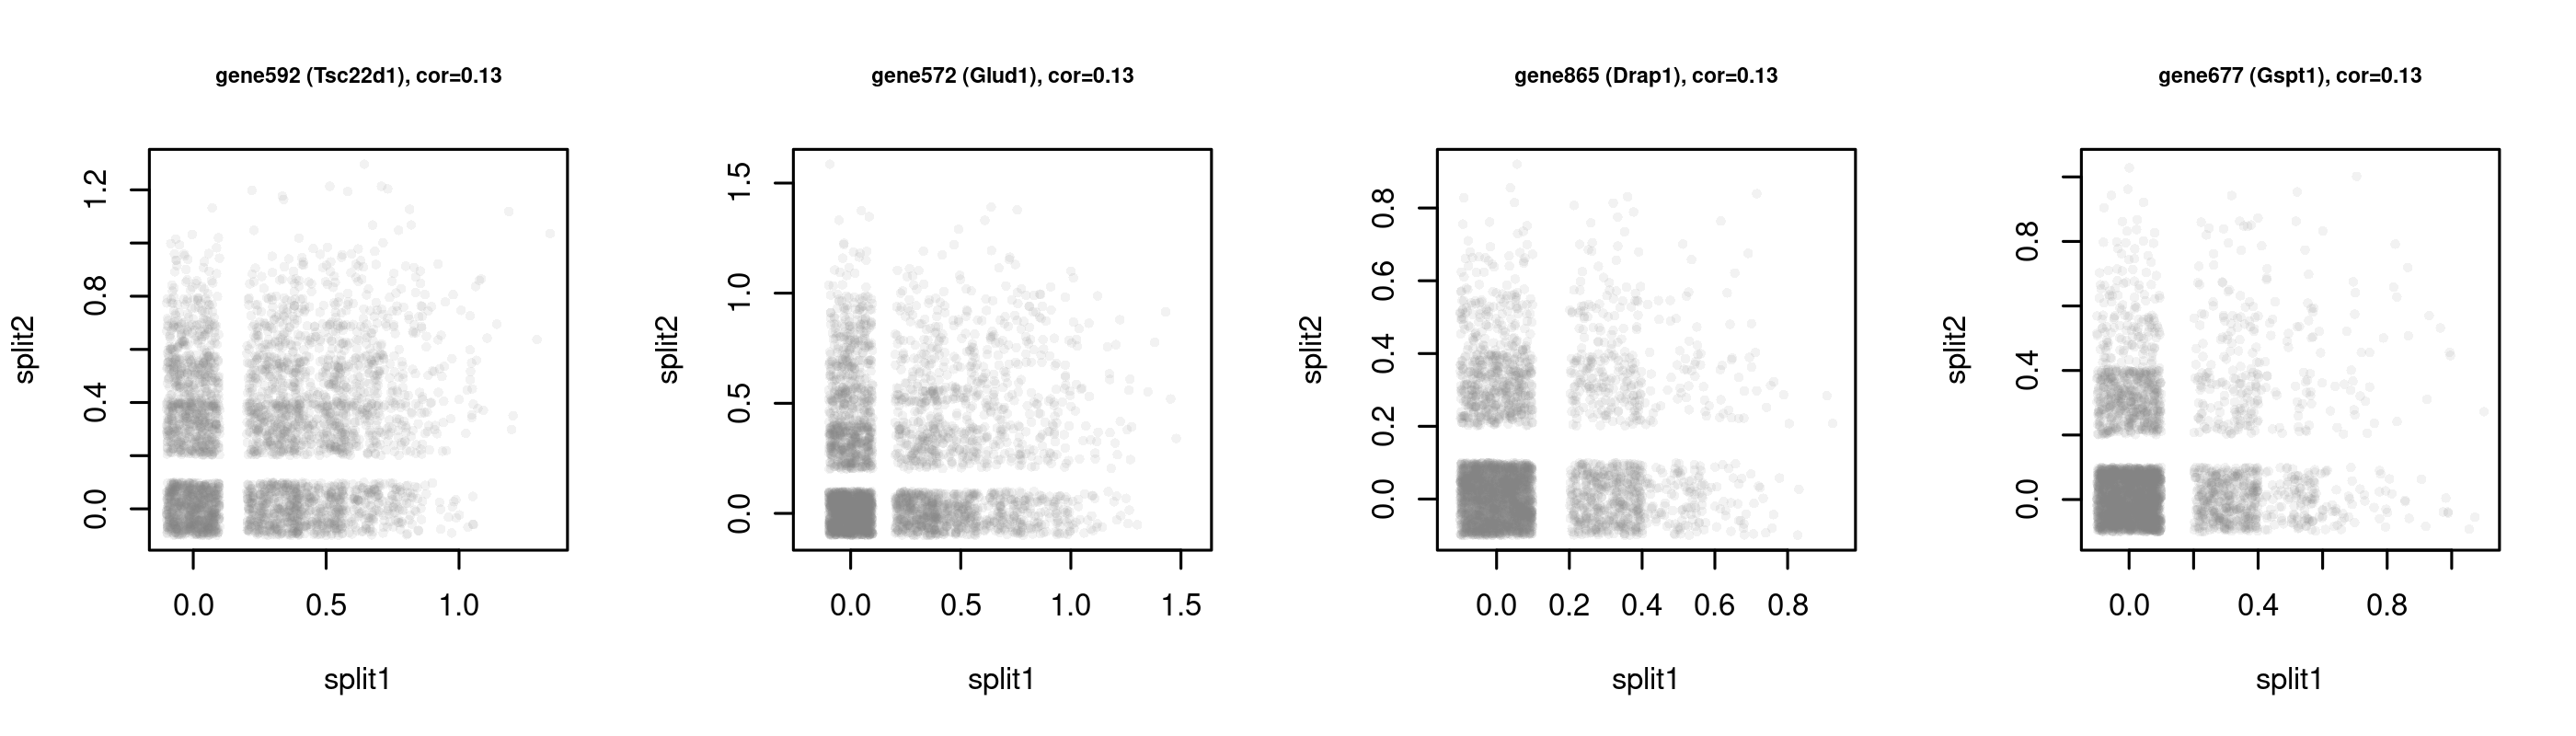 gene592 (Tsc22d1), cor=0.13
split2
0.0 0.4 0.8 1.2
0.0 0.5 1.0
split1
gene572 (Glud1), cor=0.13
split2
0.0 0.5 1.0 1.5
0.0 0.5 1.0 1.5
split1
gene865 (Drap1), cor=0.13
split2
0.0 0.2 0.4 0.6 0.8
0.0 0.2 0.4 0.6 0.8
split1
gene677 (Gspt1), cor=0.13
split2
0.0 0.4 0.8
0.0 0.4 0.8
split1